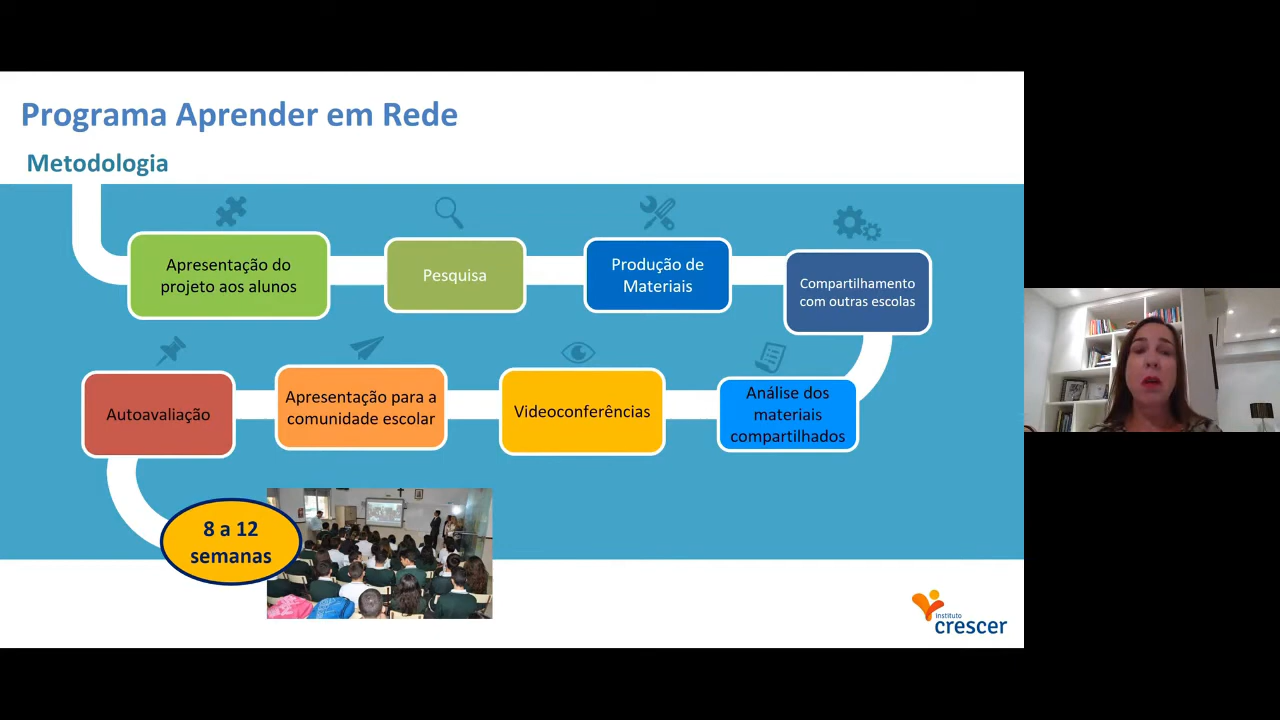 Programa Aprender em Rede
Metodologia
Apresentação do
projeto aos alunos
Pesquisa
Produção de
Materiais
Compartilhamento
com outras escolas
Análise dos
materiais
compartilhados
Videoconferências
Apresentação para a
comunidade escolar
Autoavaliação
8 a 12
semanas
instituto
crescer